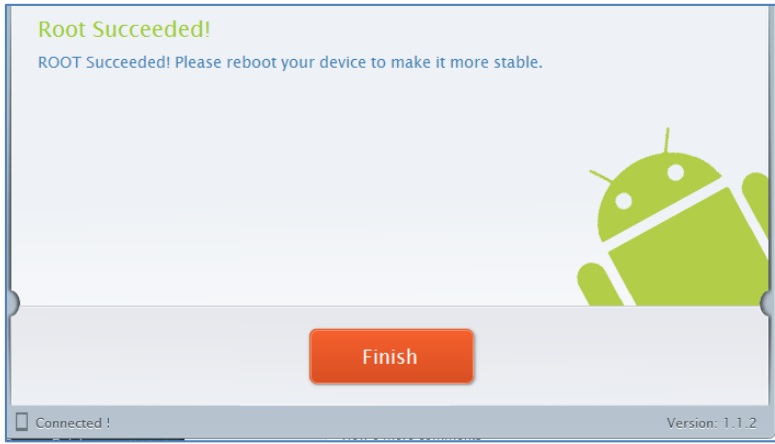 Root Succeeded!
ROOT Succeeded! Please reboot your device to make it more stable.
Finish
Connected !
Version: 1.1.2